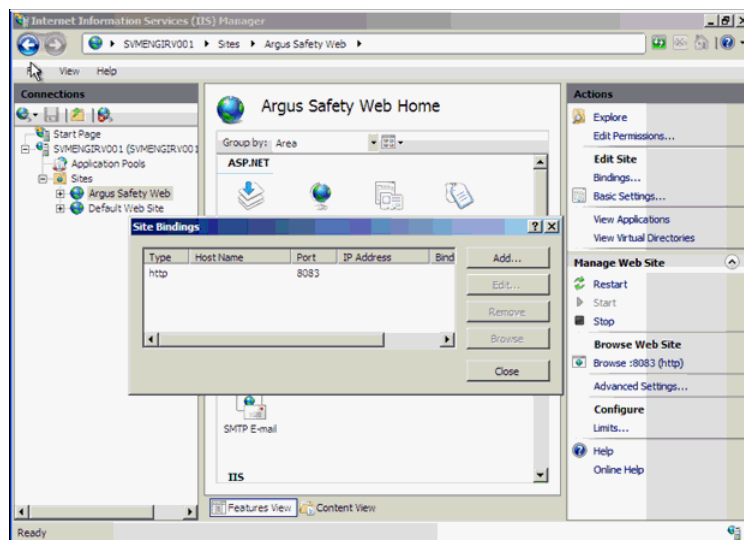 Internet Information Services (IIS) Manager
SVMENGIRV001 Sites Argus Safety Web
View Help
Connections
Start Page
SVMENGIRV001 (SVMENGIRV001
Application Pools
Sites
Argus Safety Web
Default Web Site
Argus Safety Web Home
Group by: Area
ASP.NET
Site Bindings
Type Host Name Port IP Address Bind
http 8083
Add...
Edit...
Remove
Browse
Close
SMTP E-mail
IIS
Features View Content View
Actions
Explore
Edit Permissions...
Edit Site
Bindings...
Basic Settings...
View Applications
View Virtual Directories
Manage Web Site
Restart
Start
Stop
Browse Web Site
Browse :8083 (http)
Advanced Settings...
Configure
Limits...
Help
Online Help
Ready